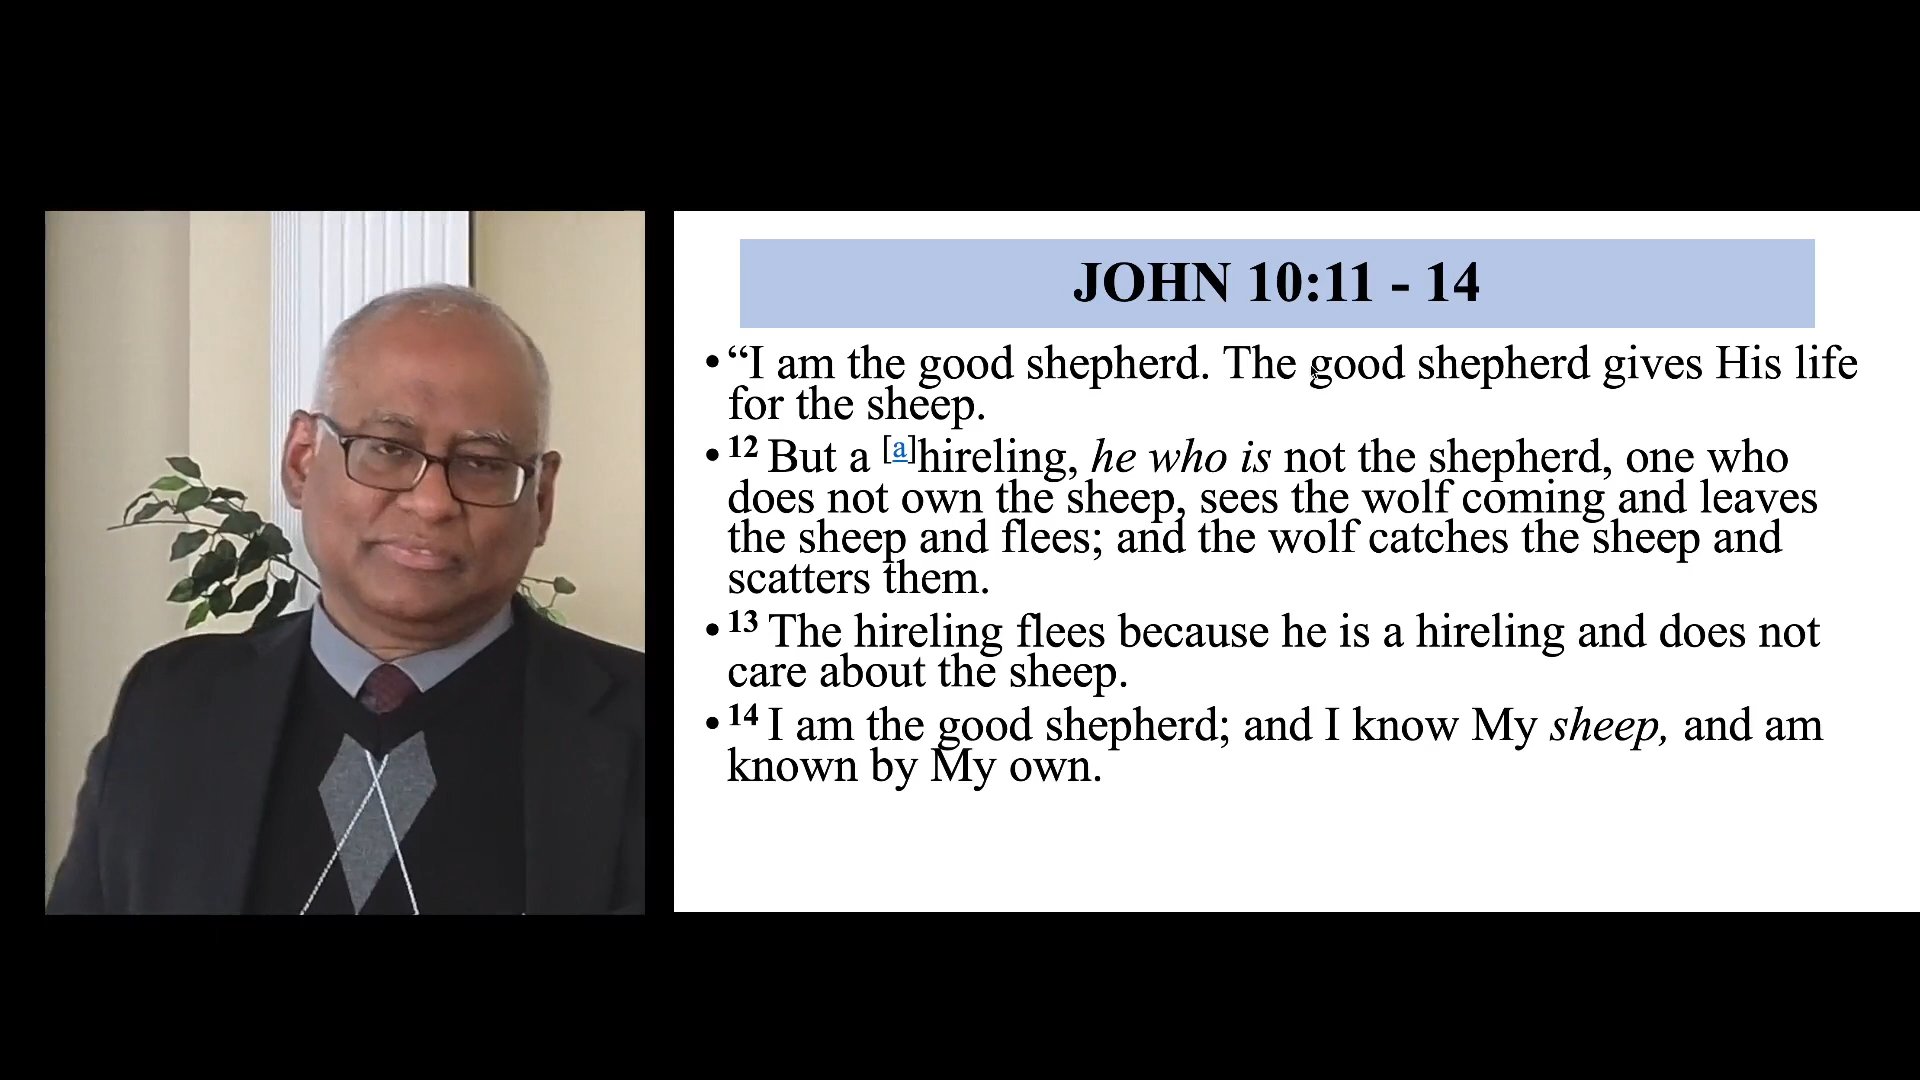 JOHN 10:11 - 14
• “I am the good shepherd. The good shepherd gives His life
for the sheep.
• 12 But a [a]hireling, he who is not the shepherd, one who
does not own the sheep, sees the wolf coming and leaves
the sheep and flees; and the wolf catches the sheep and
scatters them.
• 13 The hireling flees because he is a hireling and does not
care about the sheep.
• 14 I am the good shepherd; and I know My sheep, and am
known by My own.